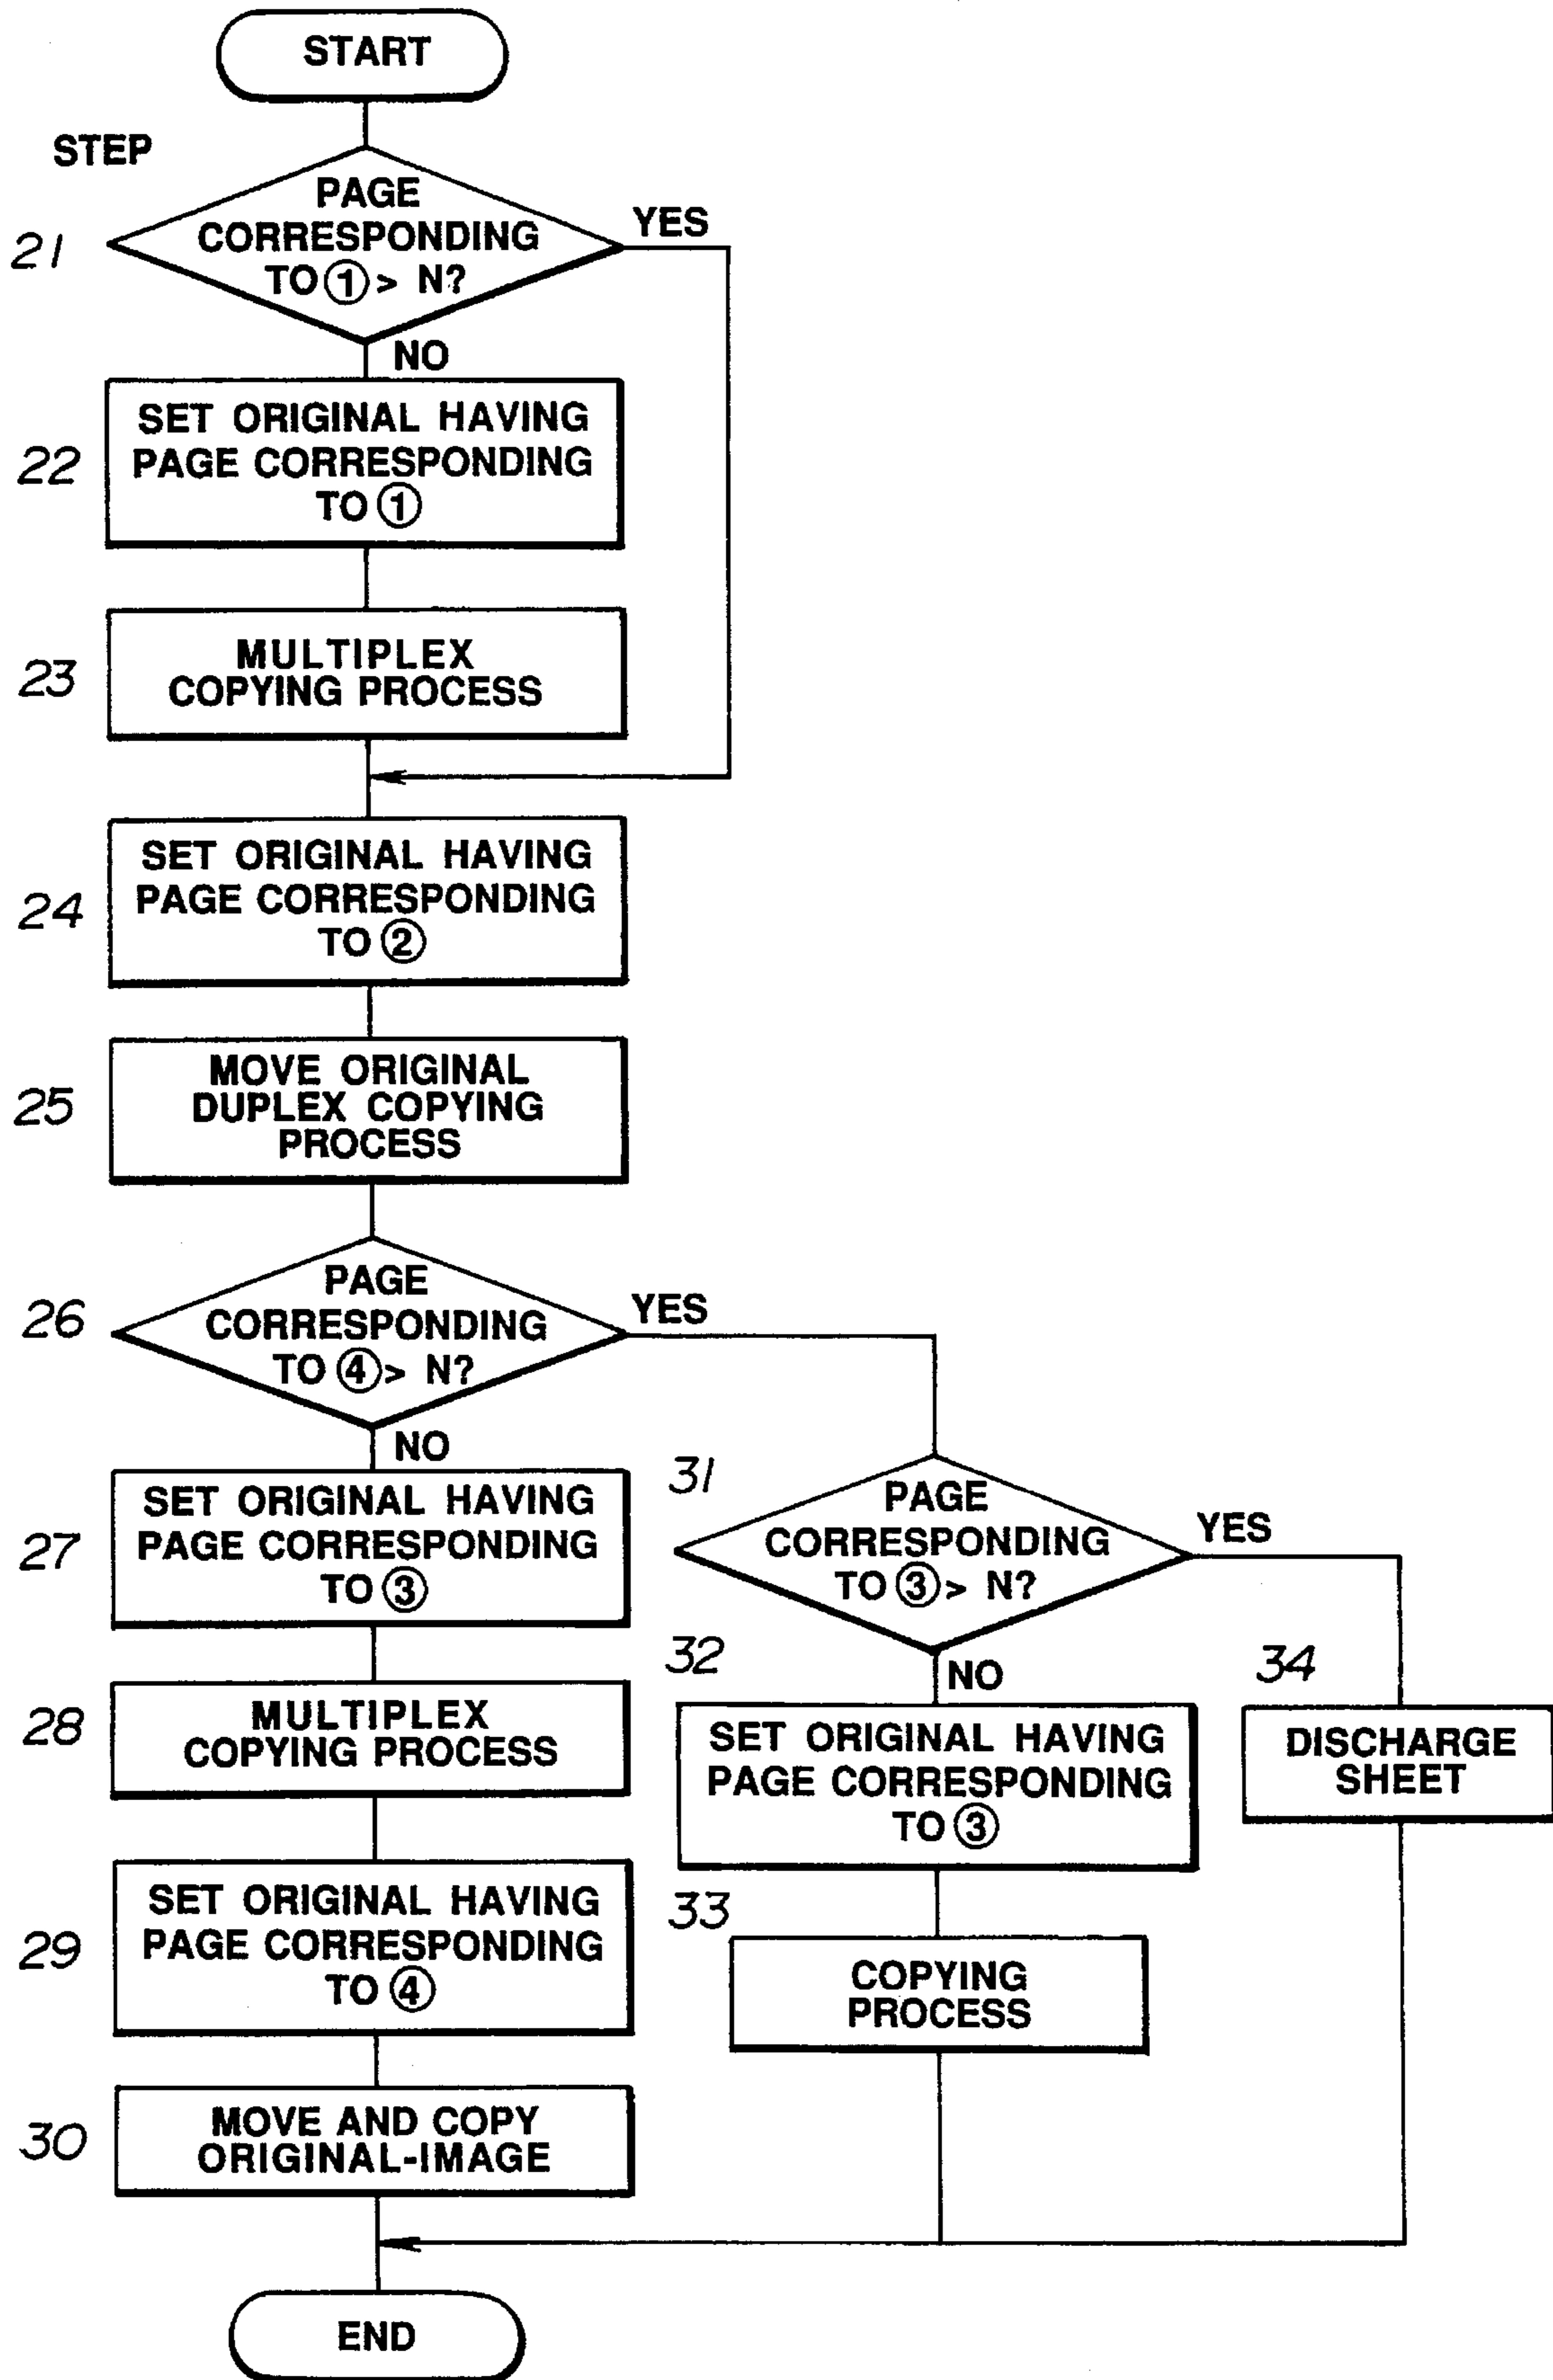 START
STEP
21
PAGE
CORRESPONDING
TO ① > N?
YES
NO
22
SET ORIGINAL HAVING
PAGE CORRESPONDING
TO ①
23
MULTIPLEX
COPYING PROCESS
24
SET ORIGINAL HAVING
PAGE CORRESPONDING
TO ②
25
MOVE ORIGINAL
DUPLEX COPYING
PROCESS
26
PAGE
CORRESPONDING
TO ④ > N?
YES
NO
27
SET ORIGINAL HAVING
PAGE CORRESPONDING
TO ③
28
MULTIPLEX
COPYING PROCESS
29
SET ORIGINAL HAVING
PAGE CORRESPONDING
TO ④
30
MOVE AND COPY
ORIGINAL-IMAGE
31
PAGE
CORRESPONDING
TO ③ > N?
YES
NO
32
SET ORIGINAL HAVING
PAGE CORRESPONDING
TO ③
33
COPYING
PROCESS
34
DISCHARGE
SHEET
END